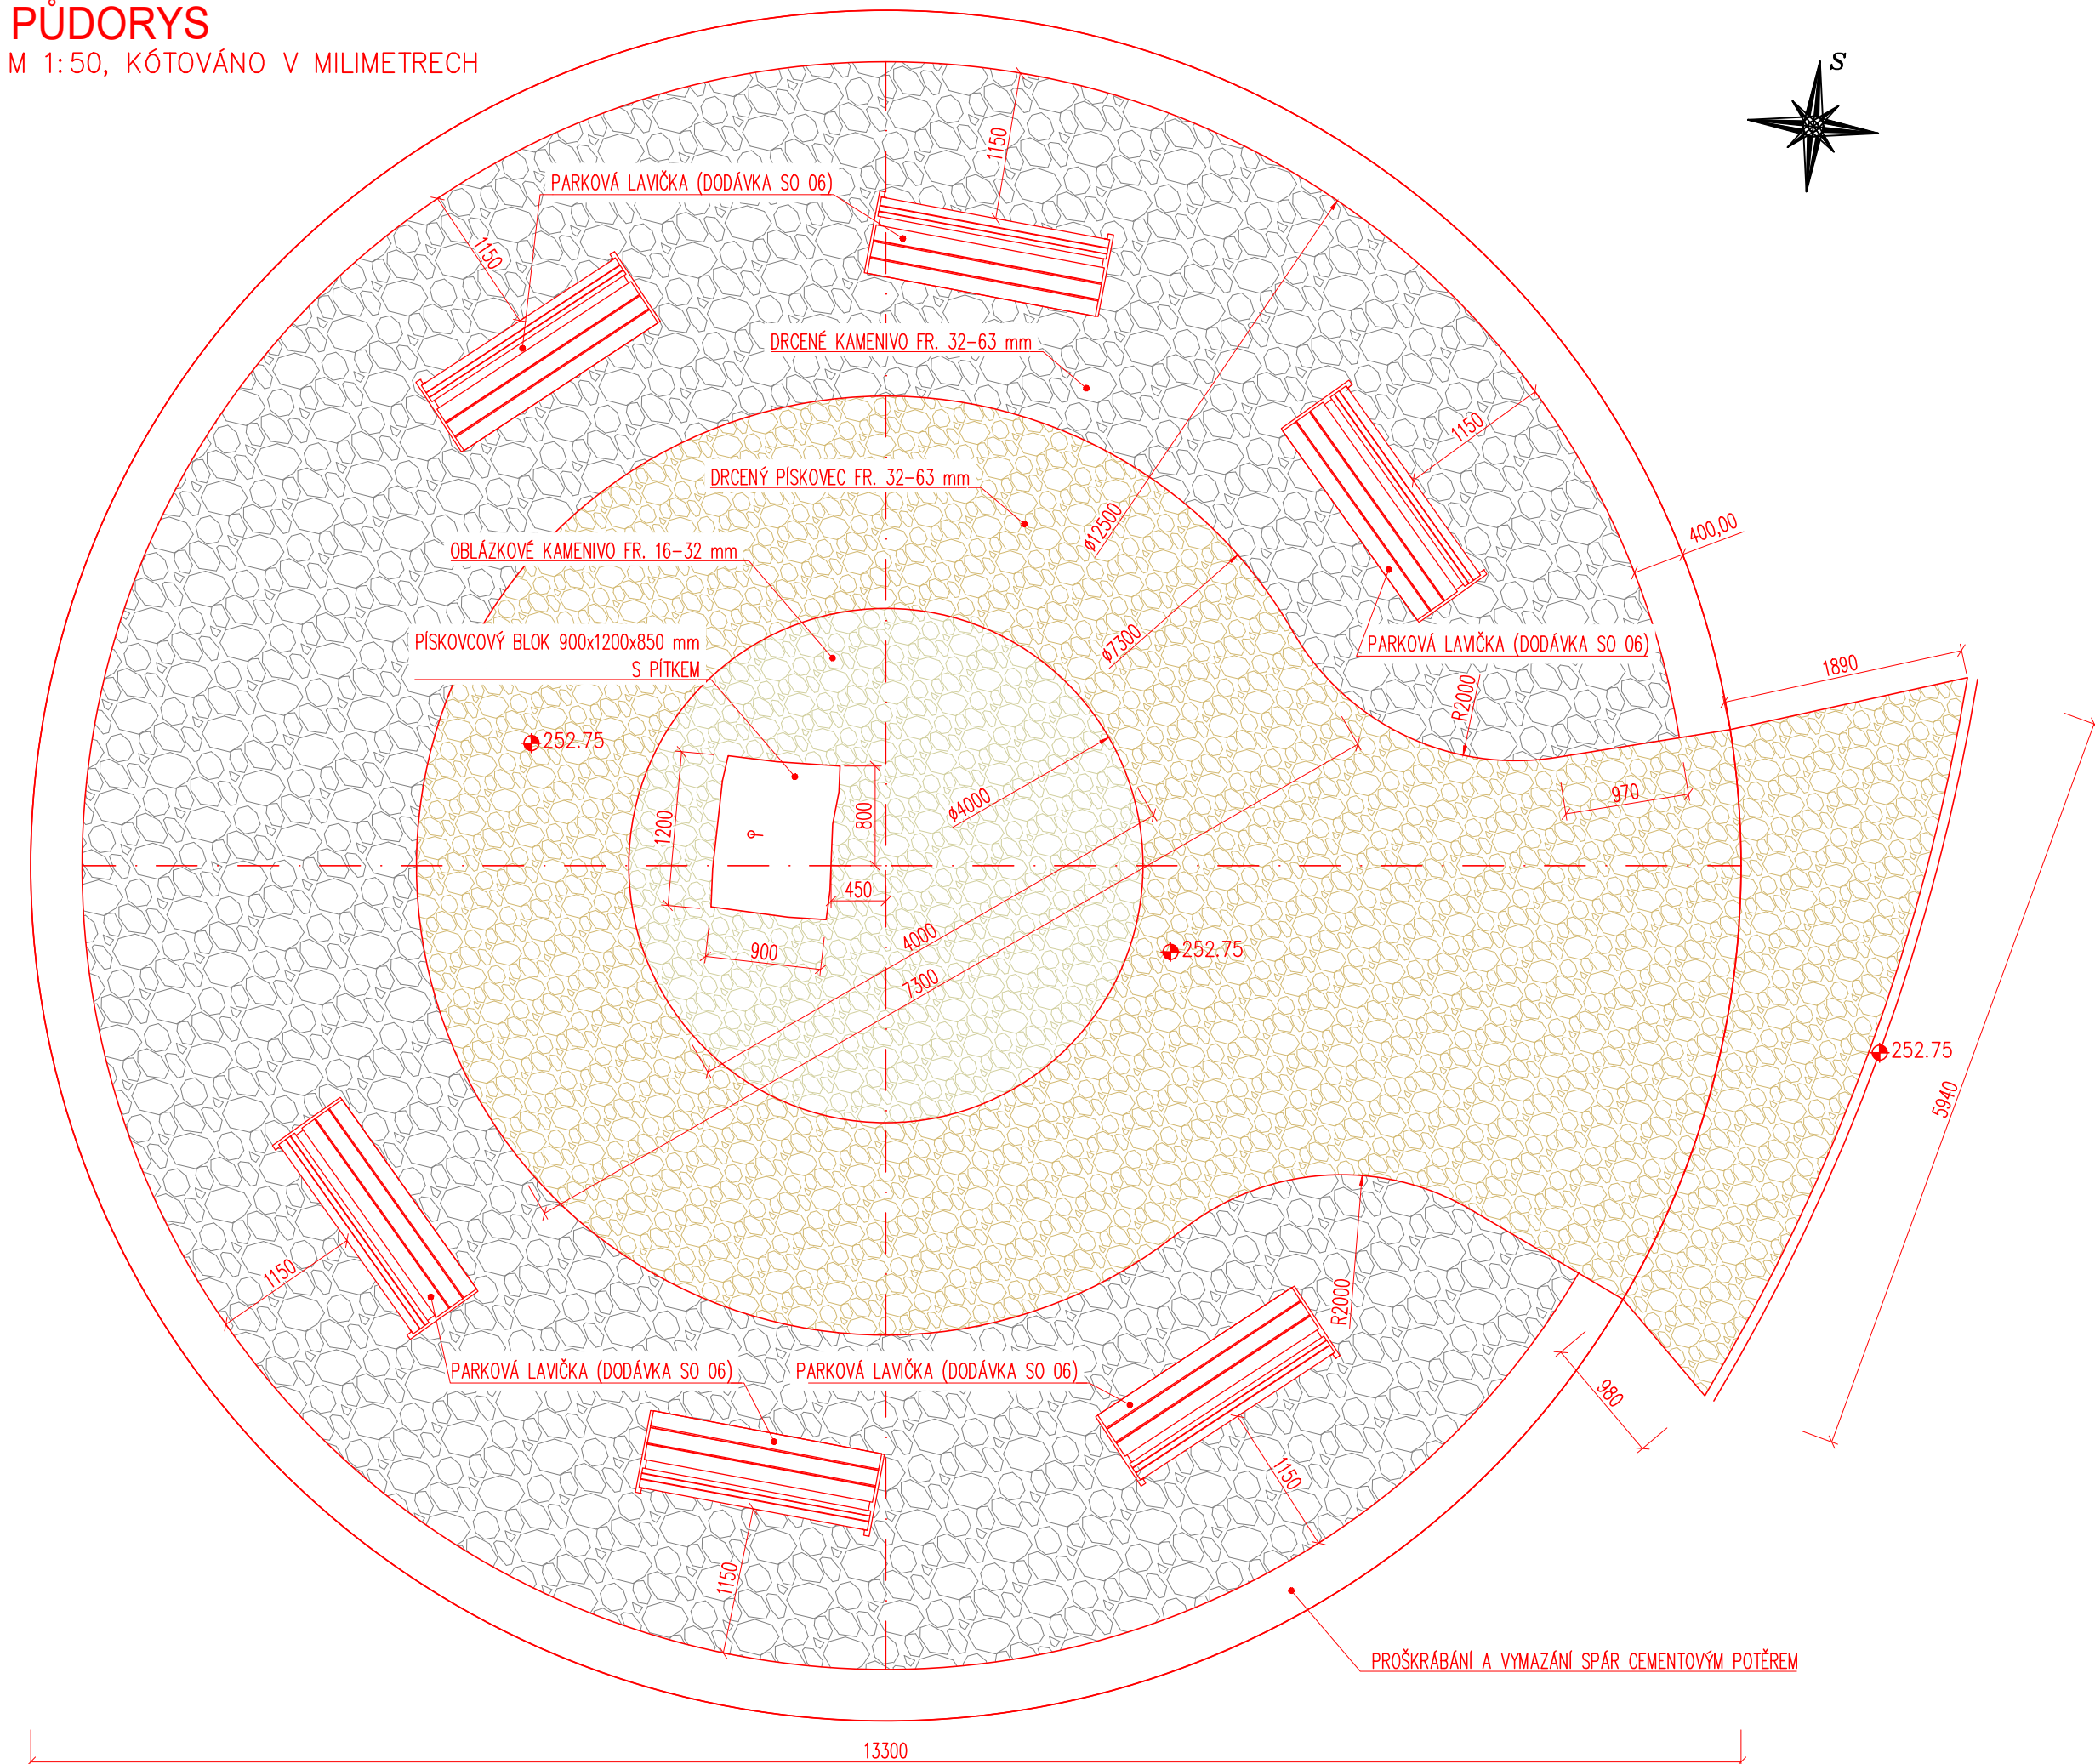 PŮDORYS
M 1:50, KÓTOVÁNO V MILIMETRECH
S
1150
PARKOVÁ LAVIČKA (DODÁVKA SO 06)
1150
DRCENÉ KAMENIVO FR. 32-63 mm
1150
DRCENÝ PÍSKOVEC FR. 32-63 mm
ø12500
400,00
OBLÁZKOVÉ KAMENIVO FR. 16-32 mm
ø7300
PÍSKOVCOVÝ BLOK 900x1200x850 mm
S PÍTKEM
PARKOVÁ LAVIČKA (DODÁVKA SO 06)
1890
R2000
252.75
970
ø4000
1200
800
450
4000
900
252.75
7300
252.75
5940
1150
R2000
PARKOVÁ LAVIČKA (DODÁVKA SO 06)
PARKOVÁ LAVIČKA (DODÁVKA SO 06)
980
1150
1150
PROŠKRÁBÁNÍ A VYMAZÁNÍ SPÁR CEMENTOVÝM POTĚREM
13300